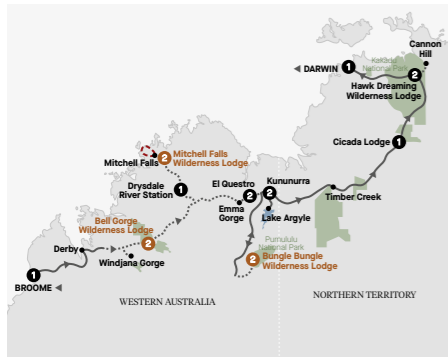 Cannon
Hill
Kakadu
National Park
DARWIN
1
2
Hawk Dreaming
Wilderness Lodge
Cicada Lodge
1
Mitchell Falls
2
Mitchell Falls
Wilderness Lodge
Drysdale
River Station
1
El Questro
2
Kununurra
2
Emma
Gorge
Lake Argyle
Timber Creek
Bell Gorge
Wilderness Lodge
2
Derby
Windjana Gorge
Purnululu
National Park
2
Bungle Bungle
Wilderness Lodge
1
BROOME
WESTERN AUSTRALIA
NORTHERN TERRITORY